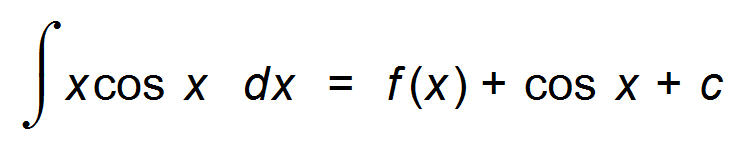 ∫ x cos x dx = f(x) + cos x + c